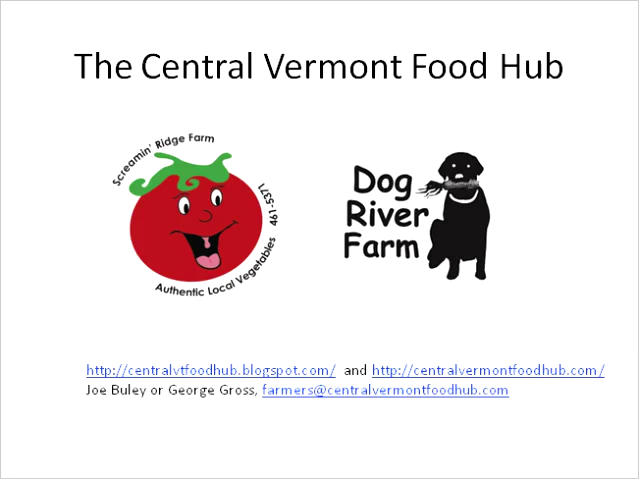 The Central Vermont Food Hub
Screamin' Ridge Farm
461-5371
Authentic Local Vegetables
Dog
River
Farm
http://centralvtfoodhub.blogspot.com/ and http://centralvermontfoodhub.com/
Joe Buley or George Gross, farmers@centralvermontfoodhub.com